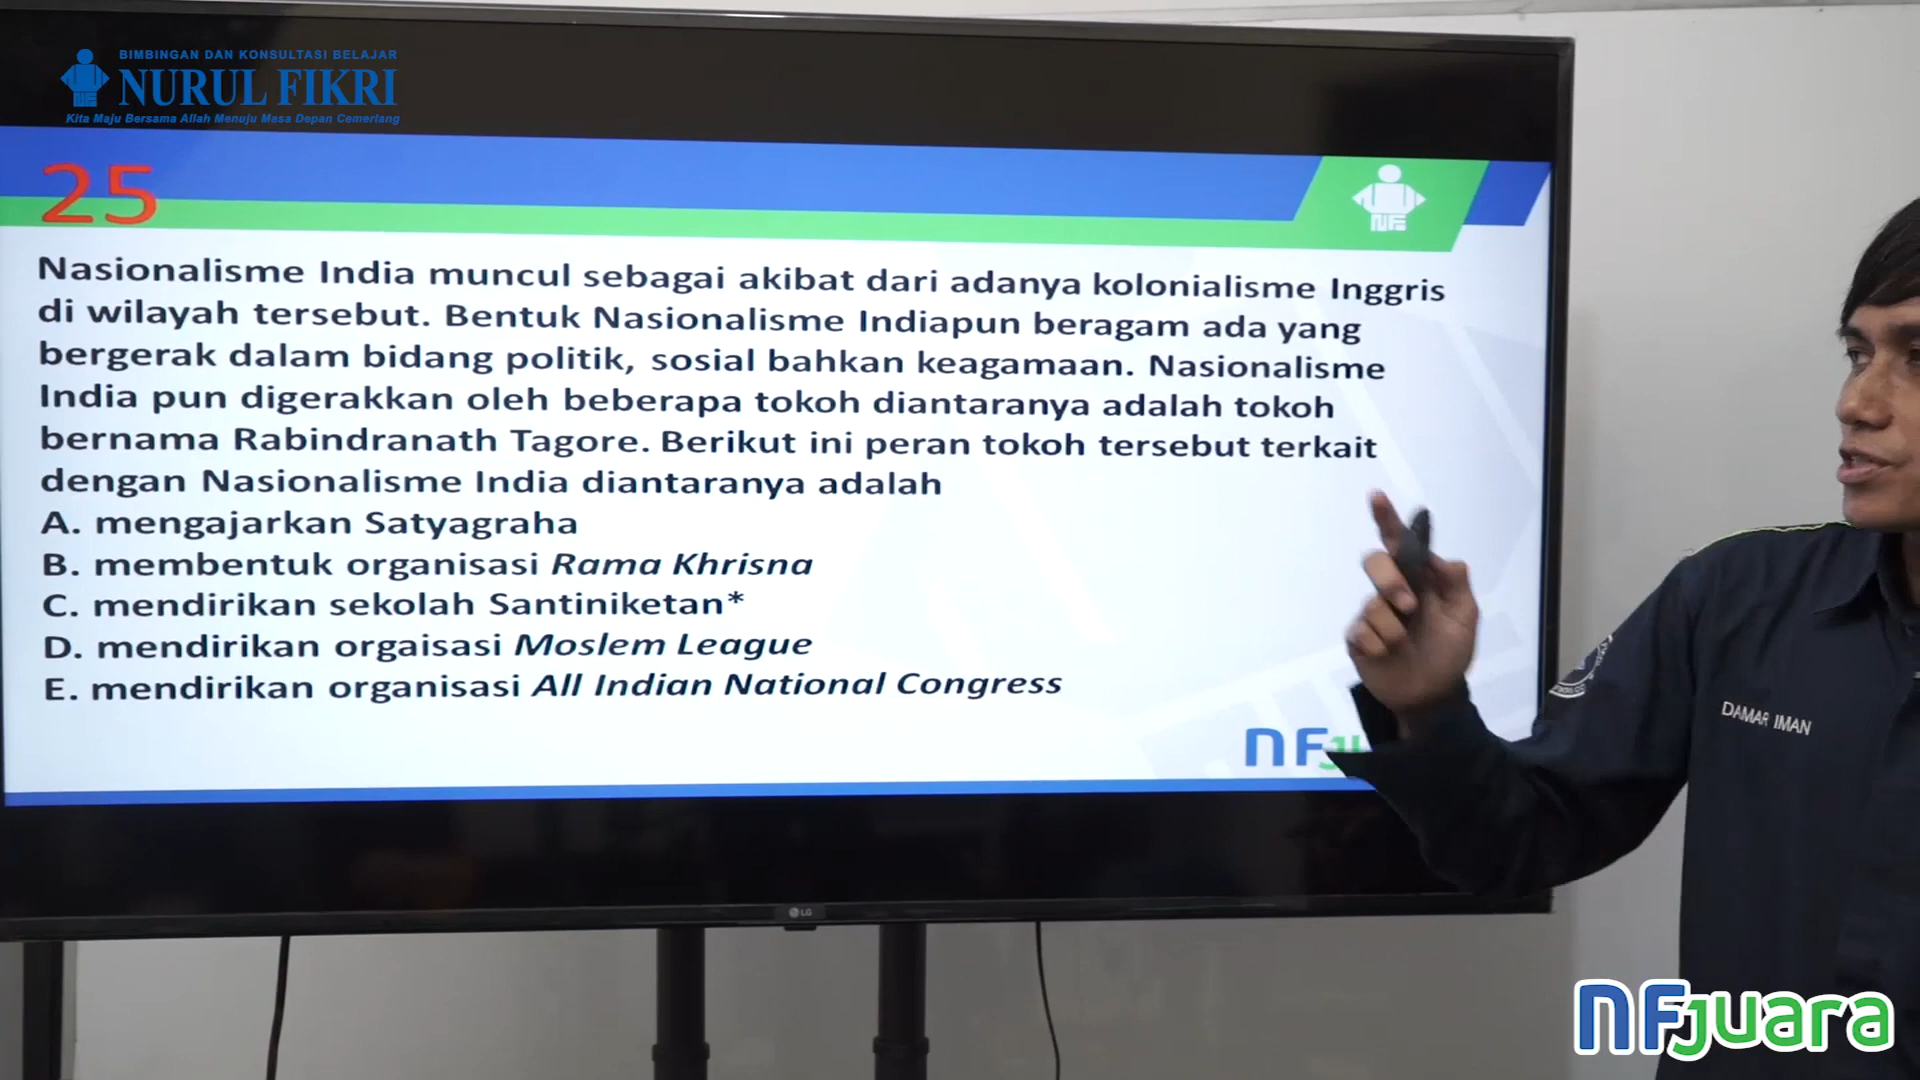 BIMBINGAN DAN KONSULTASI BELAJAR
NURUL FIKRI
Kita Maju Bersama Allah Menuju Masa Depan Cemerlang
25
NF
Nasionalisme India muncul sebagai akibat dari adanya kolonialisme Inggris
di wilayah tersebut. Bentuk Nasionalisme Indiapun beragam ada yang
bergerak dalam bidang politik, sosial bahkan keagamaan. Nasionalisme
India pun digerakkan oleh beberapa tokoh diantaranya adalah tokoh
bernama Rabindranath Tagore. Berikut ini peran tokoh tersebut terkait
dengan Nasionalisme India diantaranya adalah
A. mengajarkan Satyagraha
B. membentuk organisasi Rama Khrisna
C. mendirikan sekolah Santiniketan*
D. mendirikan orgaisasi Moslem League
E. mendirikan organisasi All Indian National Congress
DAMAR IMAN
LG
NFjuara